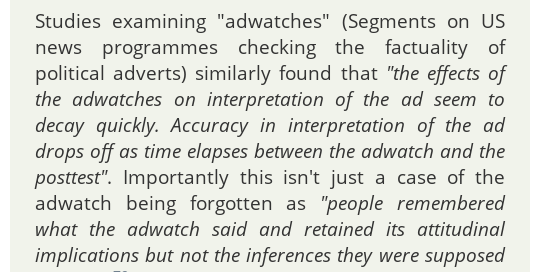 Studies examining "adwatches" (Segments on US
news programmes checking the factuality of
political adverts) similarly found that "the effects of
the adwatches on interpretation of the ad seem to
decay quickly. Accuracy in interpretation of the ad
drops off as time elapses between the adwatch and the
posttest". Importantly this isn't just a case of the
adwatch being forgotten as "people remembered
what the adwatch said and retained its attitudinal
implications but not the inferences they were supposed